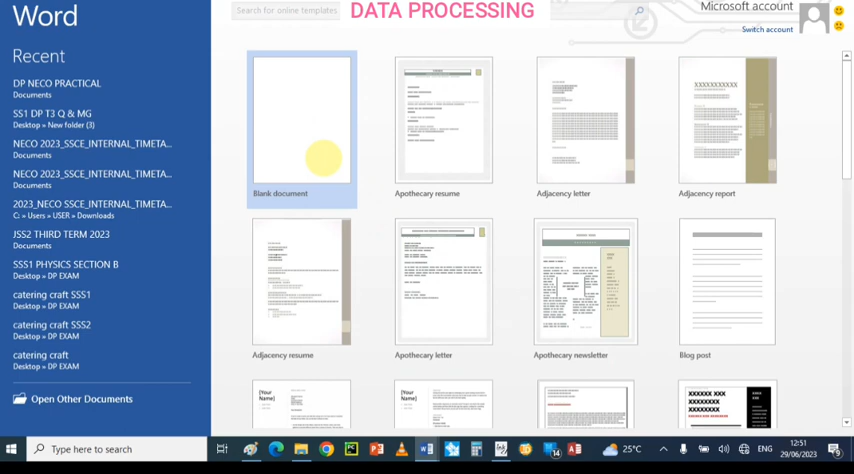 Word
Search for online templates
DATA PROCESSING
Microsoft account
Switch account
Recent
DP NECO PRACTICAL
Documents
SS1 DP T3 Q & MG
Desktop » New folder (3)
NECO 2023_SSCE_INTERNAL_TIMETA...
Documents
NECO 2023_SSCE_INTERNAL_TIMETA...
Documents
2023_NECO SSCE_INTERNAL_TIMETA...
C: » Users » USER » Downloads
JSS2 THIRD TERM 2023
Documents
SSS1 PHYSICS SECTION B
Desktop » DP EXAM
catering craft SSS1
Desktop » DP EXAM
catering craft SSS2
Desktop » DP EXAM
catering craft
Desktop » DP EXAM
Open Other Documents
Blank document
Apothecary resume
Adjacency letter
Adjacency report
Adjacency resume
Apothecary letter
Apothecary newsletter
Blog post
[Your
Name]
[Your
Name]
Type here to search
14
25°C
ENG
12:51
29/06/2023
9